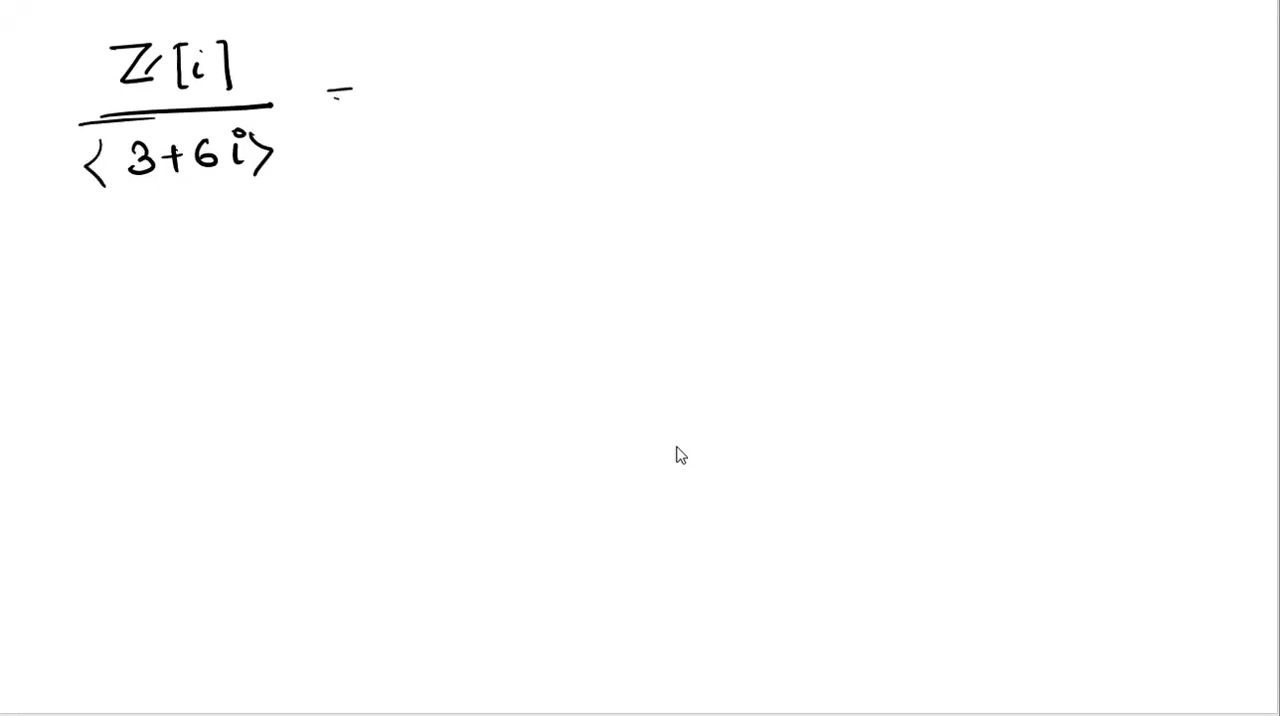 ℤ[i]
⟨3+6i⟩ =